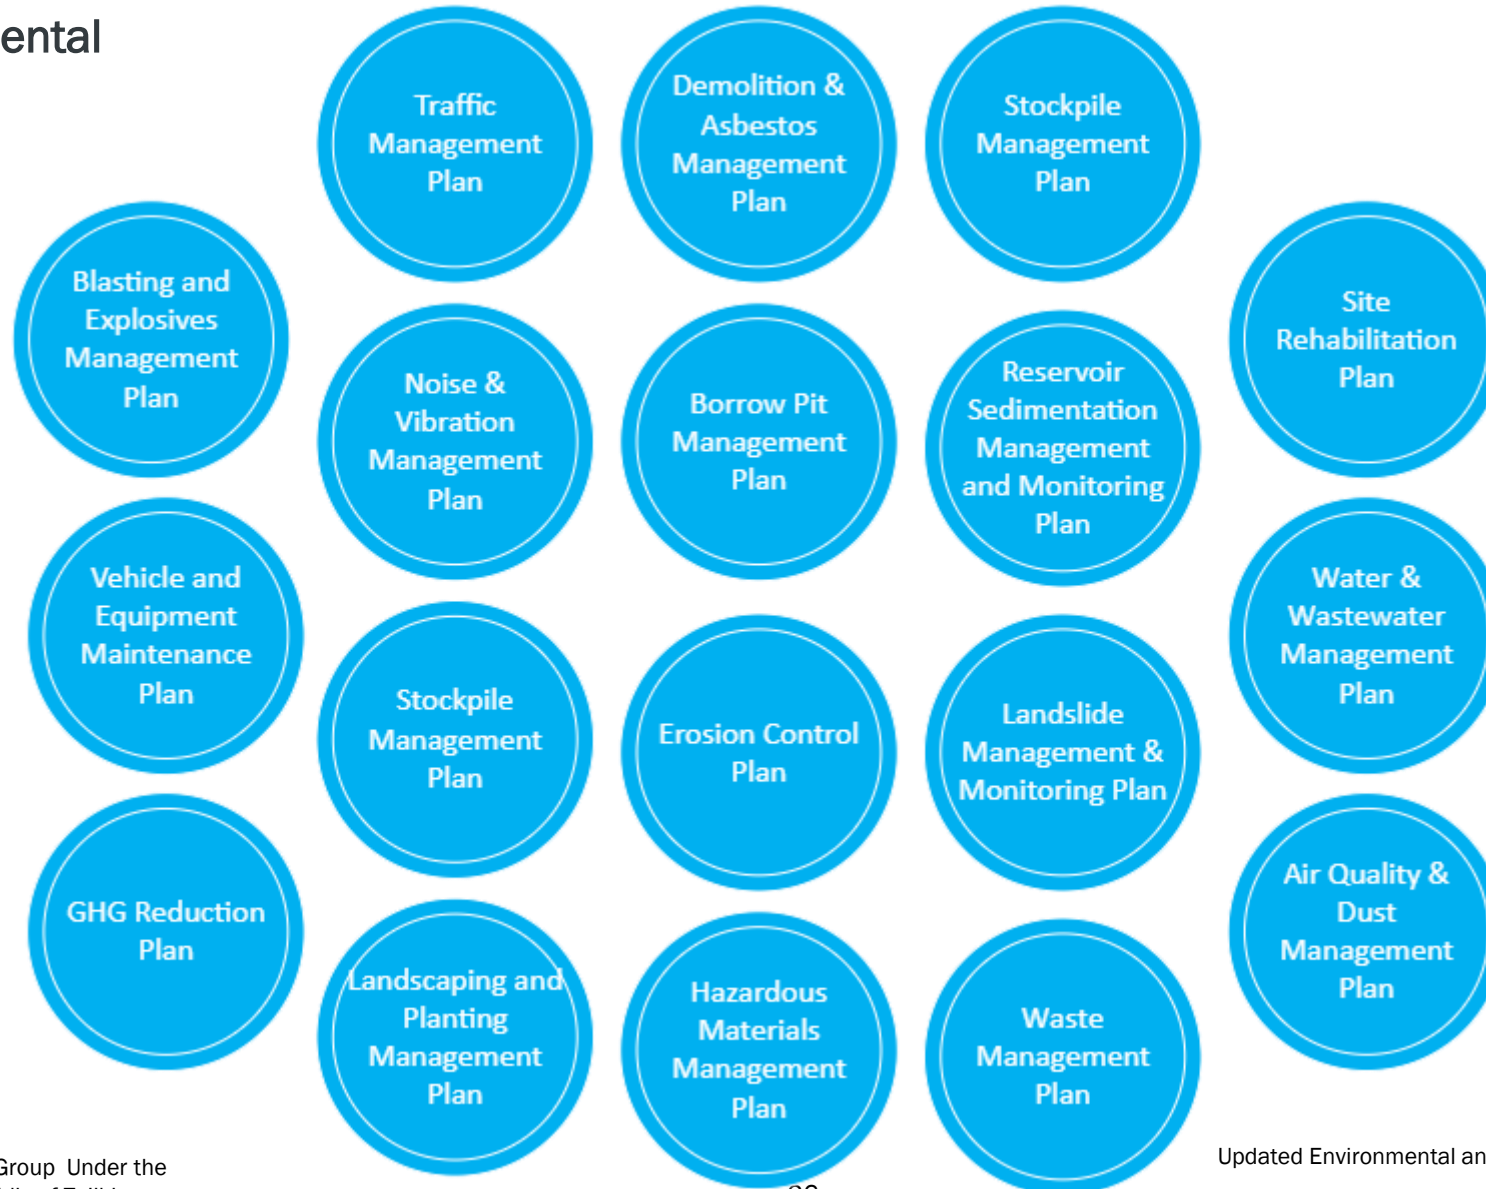 ental
Traffic
Management
Plan
Demolition &
Asbestos
Management
Plan
Stockpile
Management
Plan
Blasting and
Explosives
Management
Plan
Site
Rehabilitation
Plan
Noise &
Vibration
Management
Plan
Borrow Pit
Management
Plan
Reservoir
Sedimentation
Management
and Monitoring
Plan
Vehicle and
Equipment
Maintenance
Plan
Water &
Wastewater
Management
Plan
Stockpile
Management
Plan
Erosion Control
Plan
Landslide
Management &
Monitoring Plan
GHG Reduction
Plan
Air Quality &
Dust
Management
Plan
Landscaping and
Planting
Management
Plan
Hazardous
Materials
Management
Plan
Waste
Management
Plan
Group Under the
Updated Environmental an